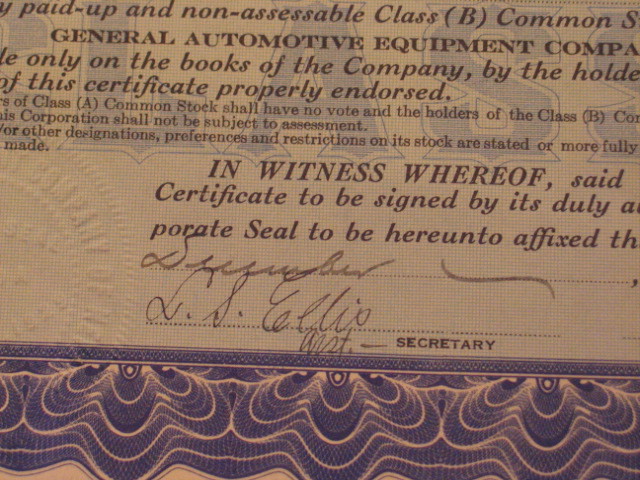 y paid-up and non-assessable Class (B) Common S
GENERAL AUTOMOTIVE EQUIPMENT COMPA
le only on the books of the Company, by the holde
of this certificate properly endorsed.
rs of Class (A) Common Stock shall have no vote and the holders of the Class (B) Com
his Corporation shall not be subject to assessment.
/or other designations, preferences and restrictions on its stock are stated or more fully
made.
IN WITNESS WHEREOF, said
Certificate to be signed by its duly a
porate Seal to be hereunto affixed th
December
L. S. Ellis
Asst. — SECRETARY